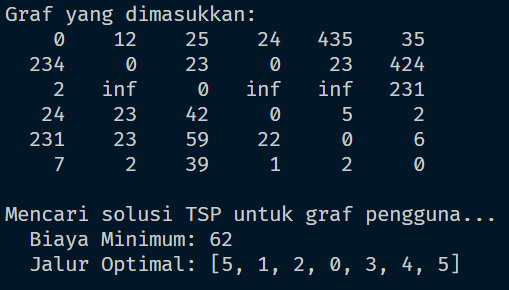 Graf yang dimasukkan:
0 12 25 24 435 35
234 0 23 0 23 424
2 inf 0 inf inf 231
24 23 42 0 5 2
231 23 59 22 0 6
7 2 39 1 2 0
Mencari solusi TSP untuk graf pengguna...
Biaya Minimum: 62
Jalur Optimal: [5, 1, 2, 0, 3, 4, 5]